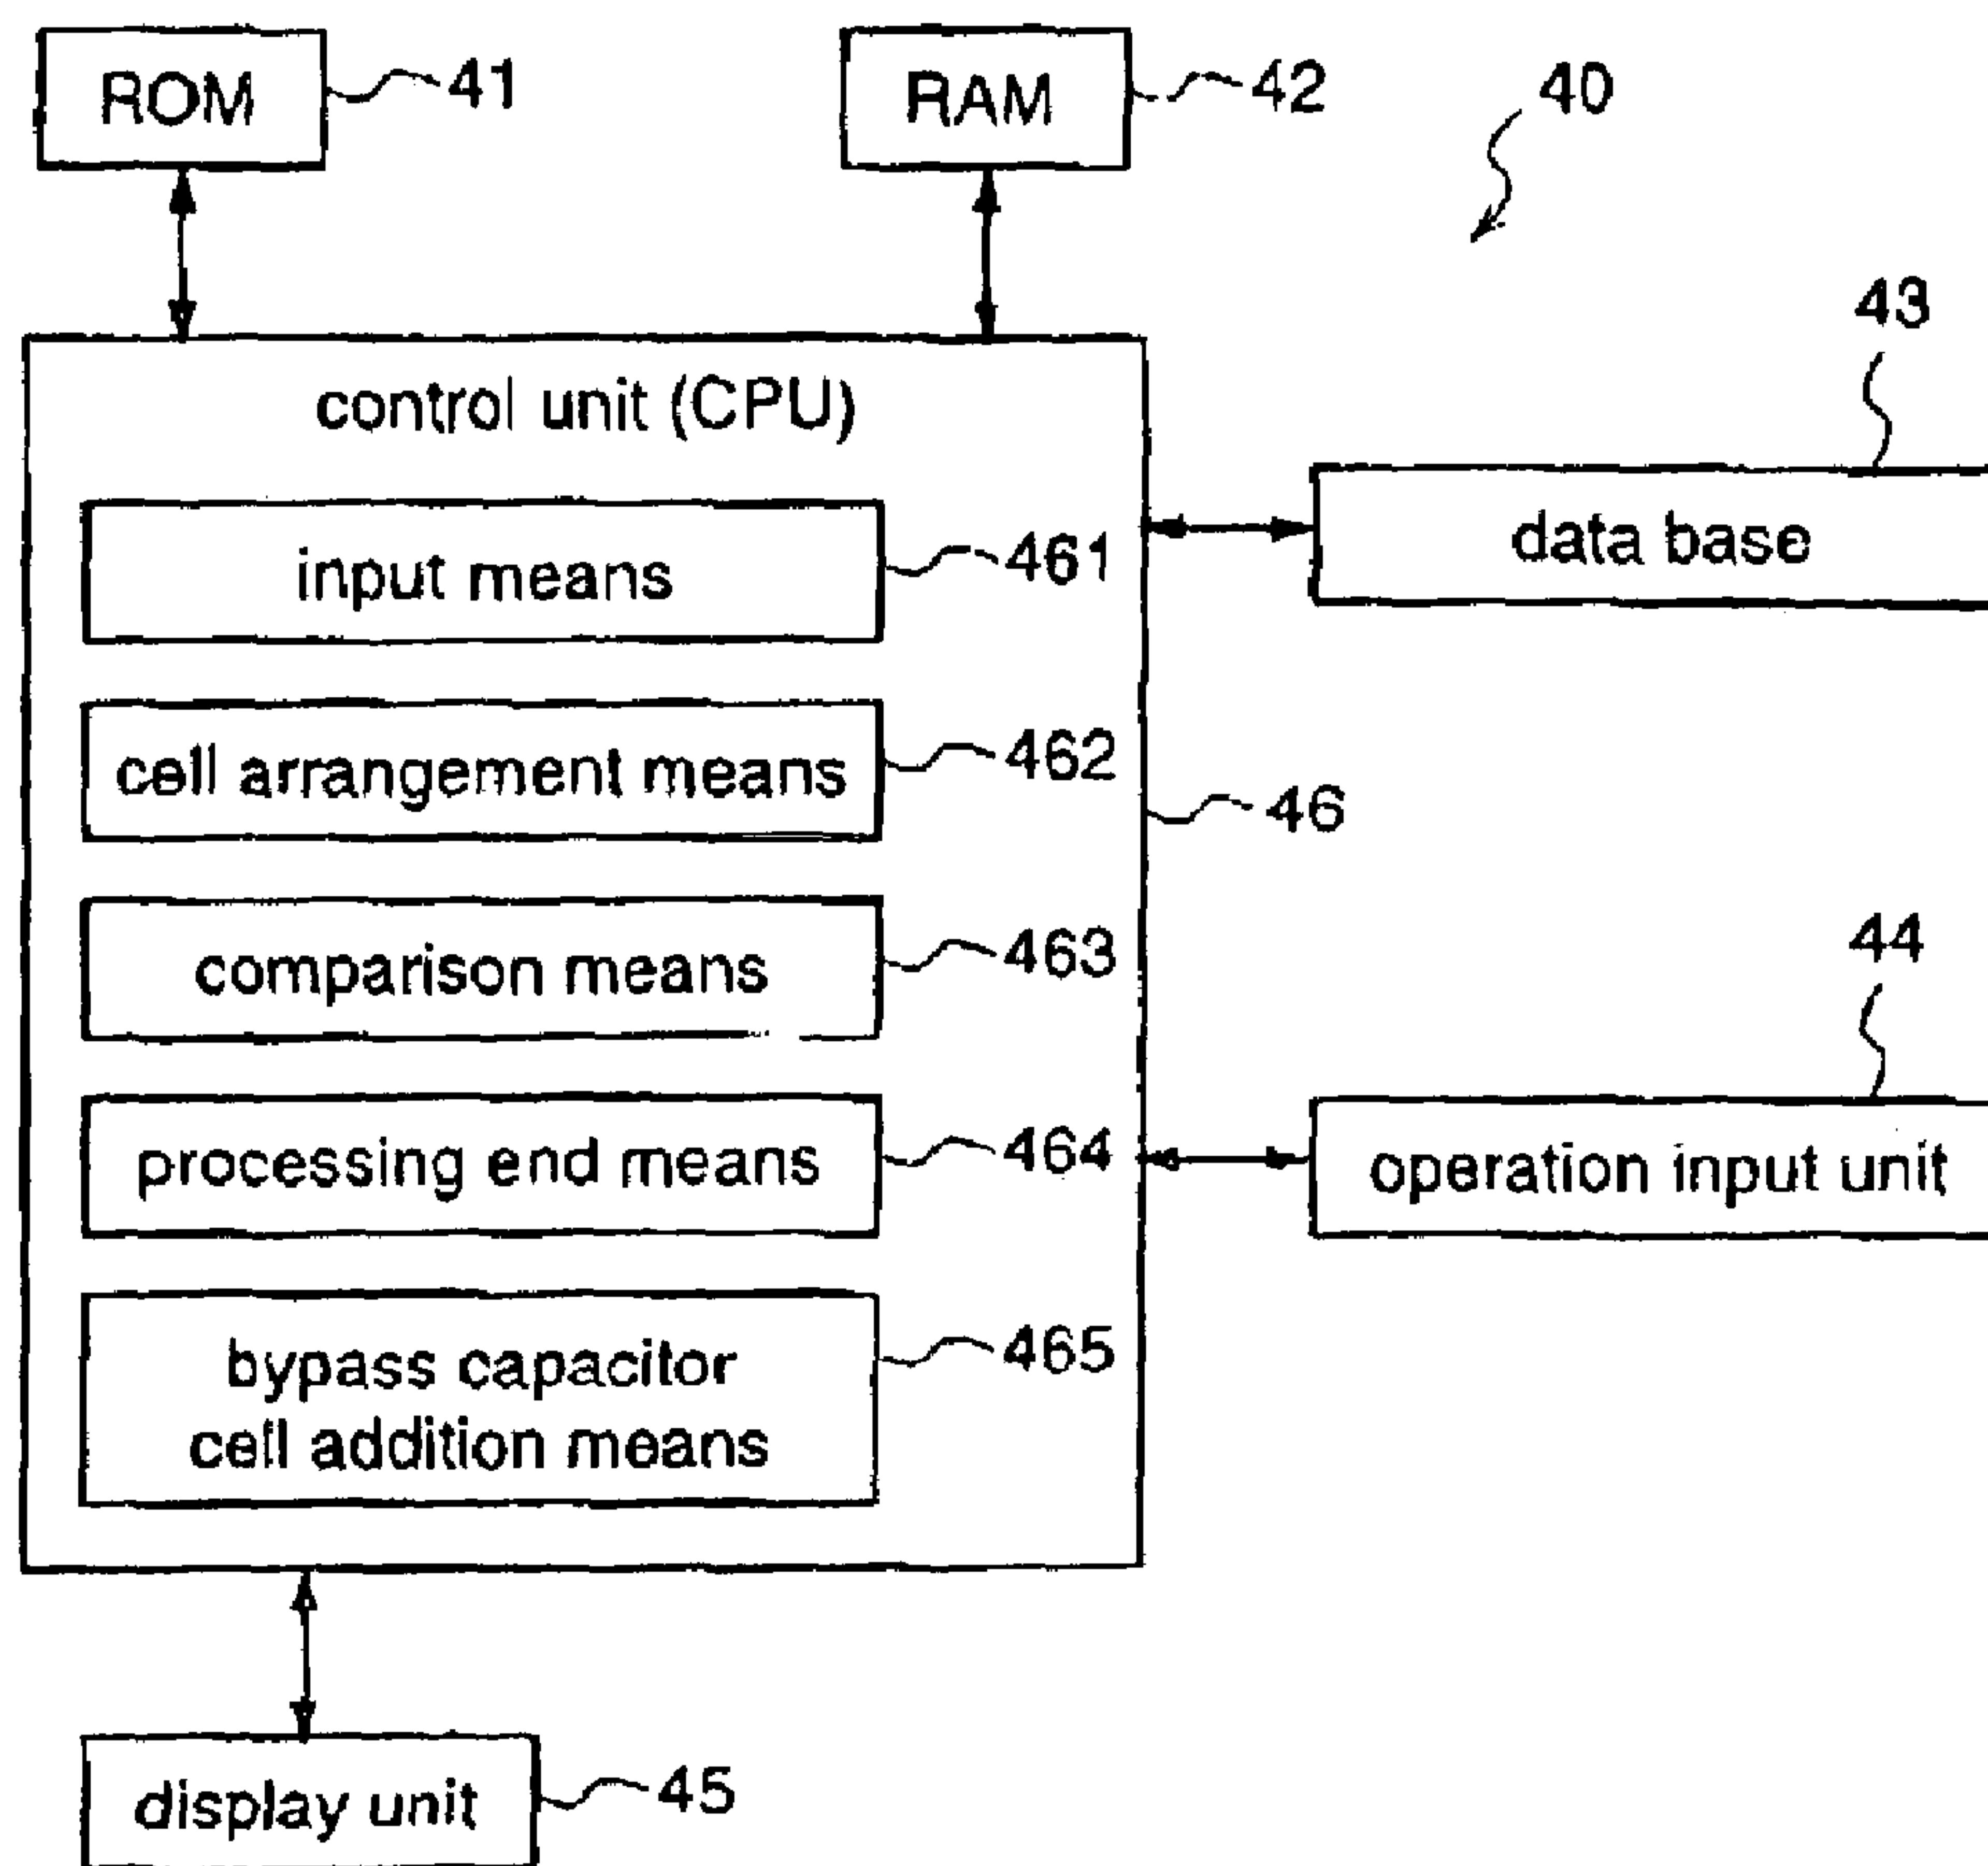 ROM
41
RAM
42
40
43
control unit (CPU)
data base
input means
461
cell arrangement means
462
46
comparison means
463
44
processing end means
464
operation input unit
bypass capacitor
cell addition means
465
display unit
45